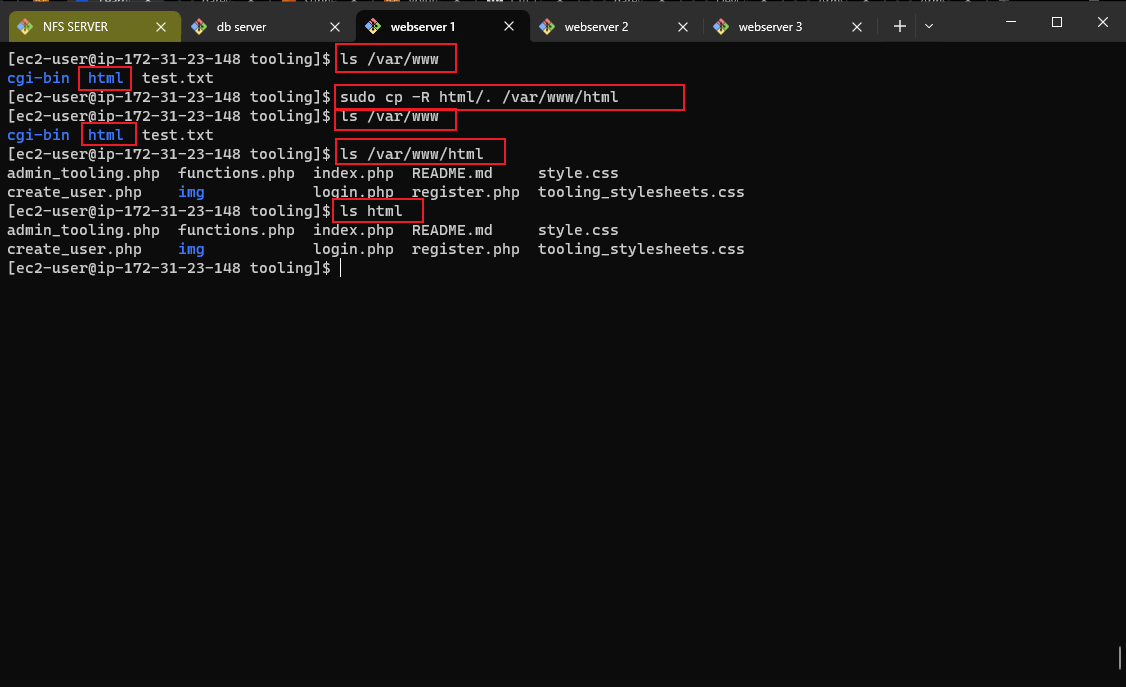 NFS SERVER db server webserver 1 webserver 2 webserver 3
[ec2-user@ip-172-31-23-148 tooling]$ ls /var/www
cgi-bin html test.txt
[ec2-user@ip-172-31-23-148 tooling]$ sudo cp -R html/. /var/www/html
[ec2-user@ip-172-31-23-148 tooling]$ ls /var/www
cgi-bin html test.txt
[ec2-user@ip-172-31-23-148 tooling]$ ls /var/www/html
admin_tooling.php functions.php index.php README.md style.css
create_user.php img login.php register.php tooling_stylesheets.css
[ec2-user@ip-172-31-23-148 tooling]$ ls html
admin_tooling.php functions.php index.php README.md style.css
create_user.php img login.php register.php tooling_stylesheets.css
[ec2-user@ip-172-31-23-148 tooling]$